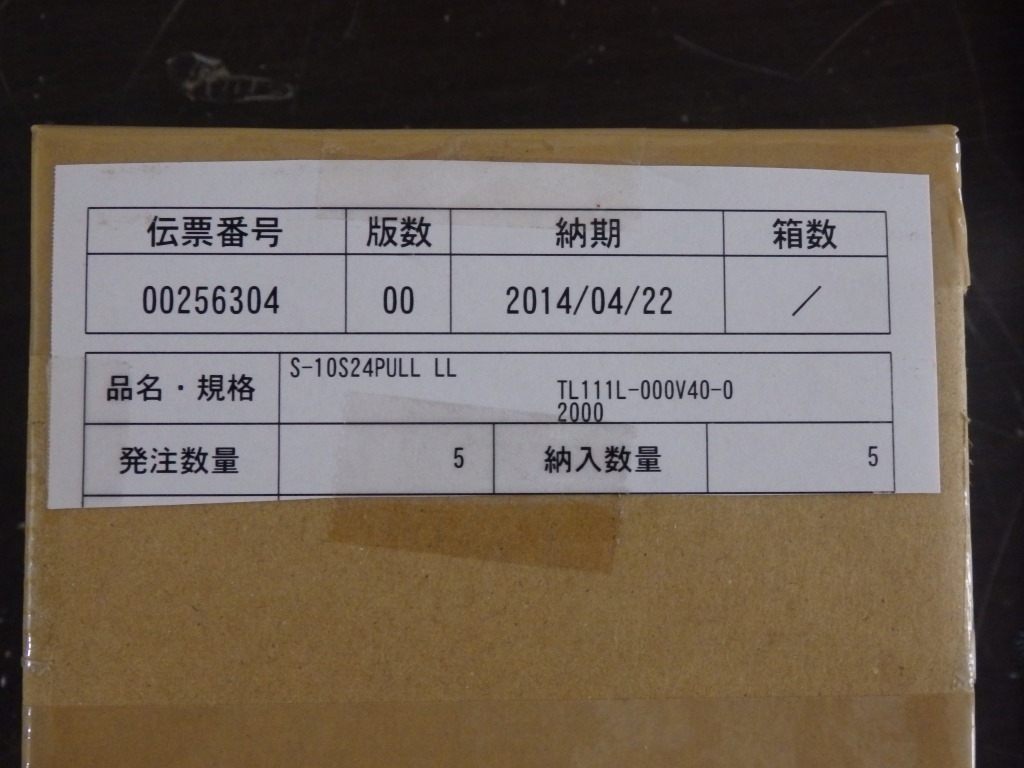 伝票番号 版数 納期 箱数
00256304 00 2014/04/22 ／
品名・規格 S-10S24PULL LL
TL111L-000V40-0
2000
発注数量 5 納入数量 5